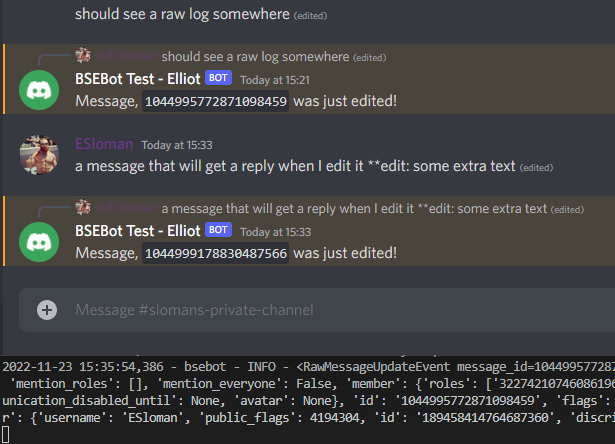 should see a raw log somewhere (edited)
@ESloman should see a raw log somewhere (edited)
BSEBot Test - Elliot BOT Today at 15:21
Message, 1044995772871098459 was just edited!
ESloman Today at 15:33
a message that will get a reply when I edit it **edit: some extra text (edited)
@ESloman a message that will get a reply when I edit it **edit: some extra text (edited)
BSEBot Test - Elliot BOT Today at 15:33
Message, 1044999178830487566 was just edited!
Message #slomans-private-channel
2022-11-23 15:35:54,386 - bsebot - INFO - <RawMessageUpdateEvent message_id=10449957728
'mention_roles': [], 'mention_everyone': False, 'member': {'roles': ['32274210746086196
unication_disabled_until': None, 'avatar': None}, 'id': '1044995772871098459', 'flags':
r': {'username': 'ESloman', 'public_flags': 4194304, 'id': '189458414764687360', 'discri